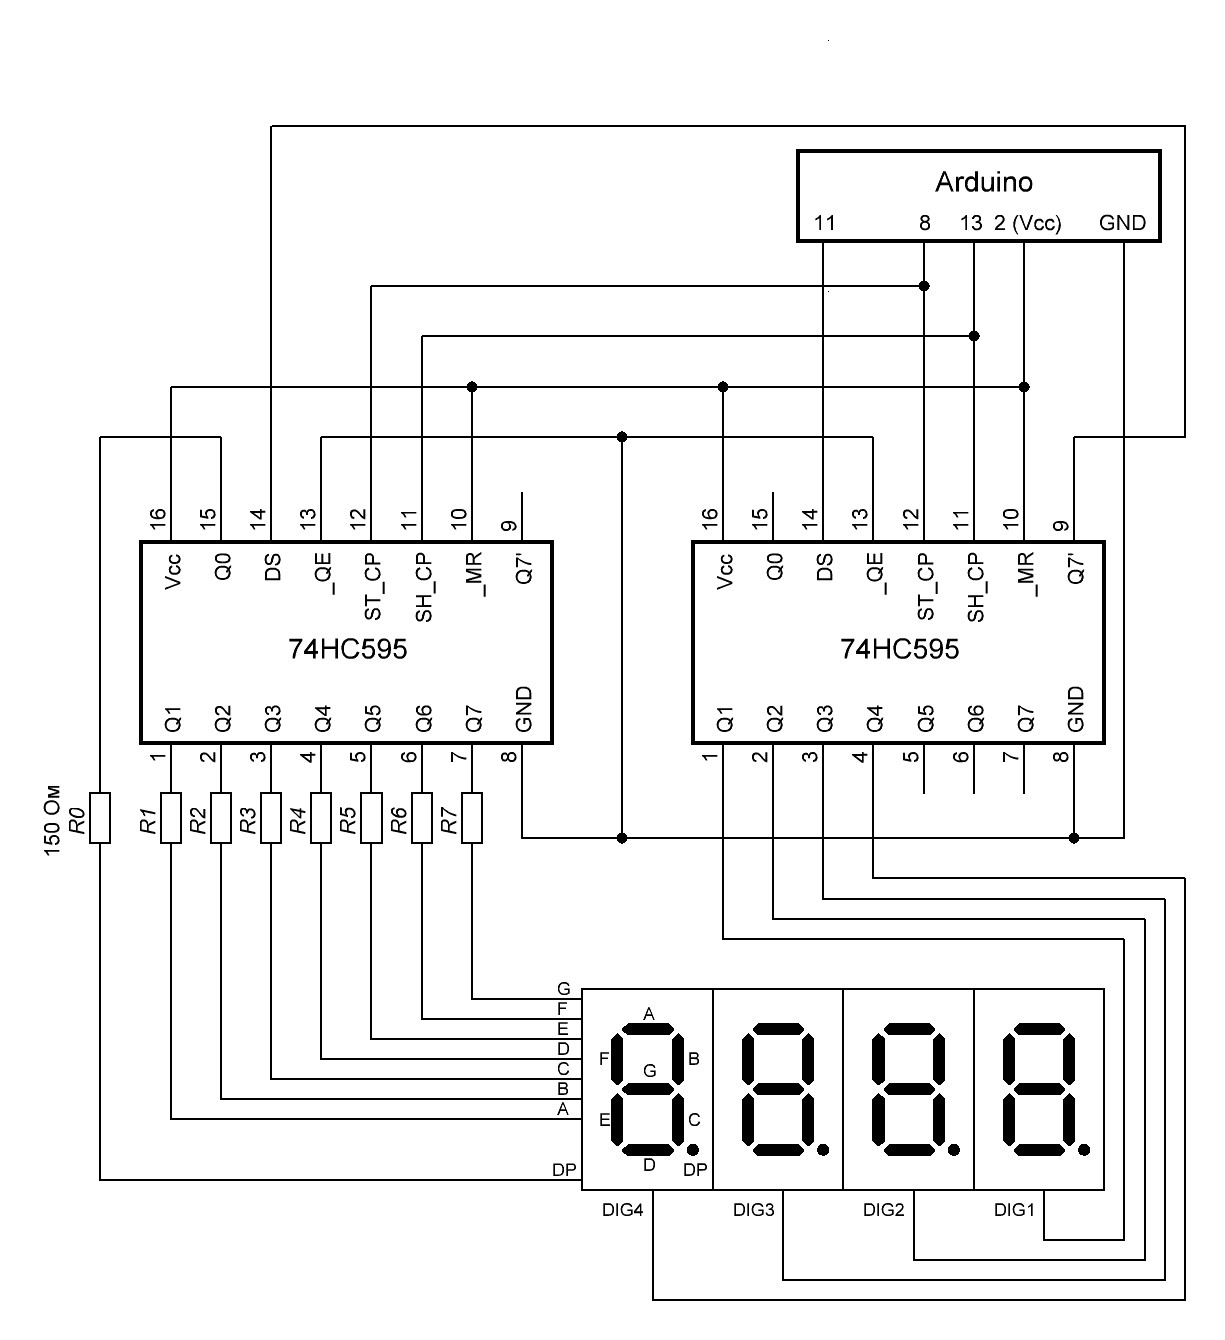 Arduino
11 8 13 2 (Vcc) GND
16 15 14 13 12 11 10 9
16 15 14 13 12 11 10 9
Vcc Q0 DS _QE ST_CP SH_CP _MR Q7'
Vcc Q0 DS _QE ST_CP SH_CP _MR Q7'
74HC595
74HC595
Q1 Q2 Q3 Q4 Q5 Q6 Q7 GND
Q1 Q2 Q3 Q4 Q5 Q6 Q7 GND
1 2 3 4 5 6 7 8
1 2 3 4 5 6 7 8
150 Ом
R0 R1 R2 R3 R4 R5 R6 R7
G
F
E
D
C
B
A
DP
A
F B
G
E C
D DP
DIG4 DIG3 DIG2 DIG1